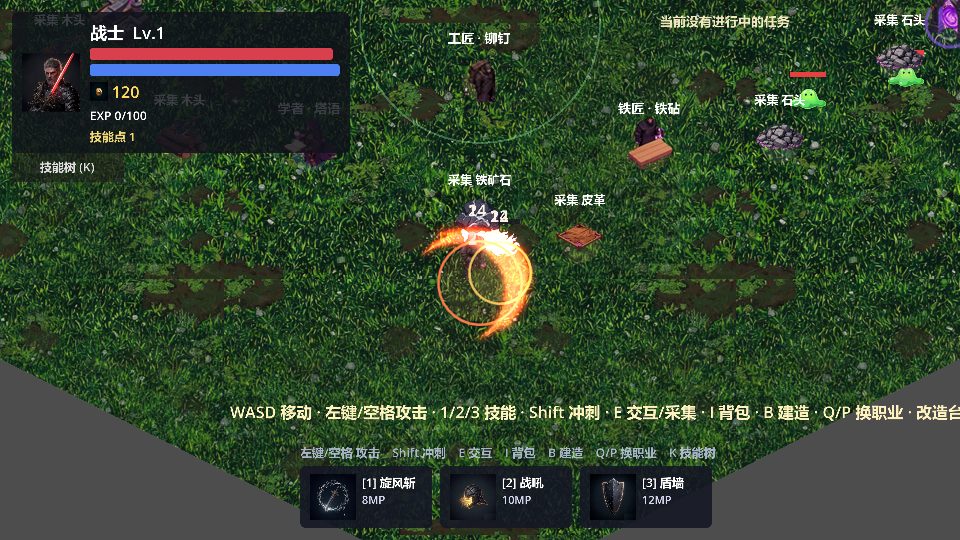 采集 木头
战士 Lv.1
120
EXP 0/100
技能点 1
技能树 (K)
采集 木头
学者 · 塔语
工匠 · 铆钉
当前没有进行中的任务
采集 石头
铁匠 · 铁砧
采集 石头
采集 铁矿石
采集 皮革
24
WASD 移动 · 左键/空格攻击 · 1/2/3 技能 · Shift 冲刺 · E 交互/采集 · I 背包 · B 建造 · Q/P 换职业 · 改造台
左键/空格 攻击 Shift 冲刺 E 交互 I 背包 B 建造 Q/P 换职业 K 技能树
[1] 旋风斩
8MP
[2] 战吼
10MP
[3] 盾墙
12MP